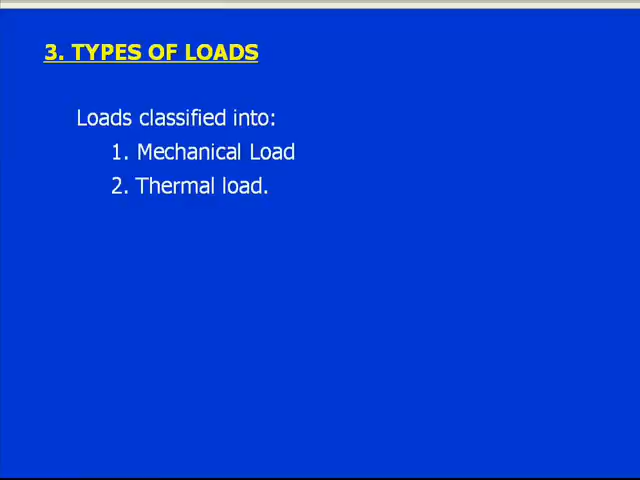 3. TYPES OF LOADS
Loads classified into:
1. Mechanical Load
2. Thermal load.